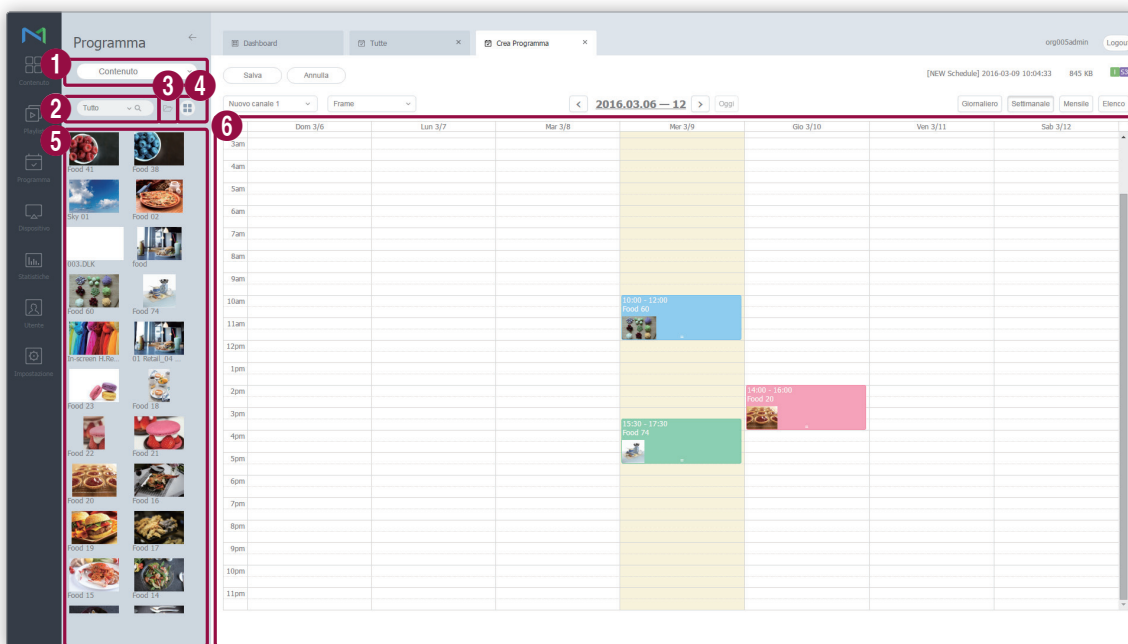 Programma
←
Dashboard
Tutte ×
Crea Programma ×
org005admin
Logout
1
Contenuto
2
Tutto
3
4
5
6
Contenuto
Playlist
Programma
Dispositivo
Statistiche
Utente
Impostazione
Salva
Annulla
[NEW Schedule] 2016-03-09 10:04:33 845 KB
Nuovo canale 1
Frame
< 2016.03.06 — 12 >
Oggi
Giornaliero
Settimanale
Mensile
Elenco
Food 41 Food 38
Sky 01 Food 02
003.DLK food
Food 60 Food 74
In-screen H.Re... 01 Retail_04 ...
Food 23 Food 18
Food 22 Food 21
Food 20 Food 16
Food 19 Food 17
Food 15 Food 14
Dom 3/6 Lun 3/7 Mar 3/8 Mer 3/9 Gio 3/10 Ven 3/11 Sab 3/12
3am
4am
5am
6am
7am
8am
9am
10am
11am
12pm
1pm
2pm
3pm
4pm
5pm
6pm
7pm
8pm
9pm
10pm
11pm
10:00 - 12:00
Food 60
14:00 - 16:00
Food 20
15:30 - 17:30
Food 74